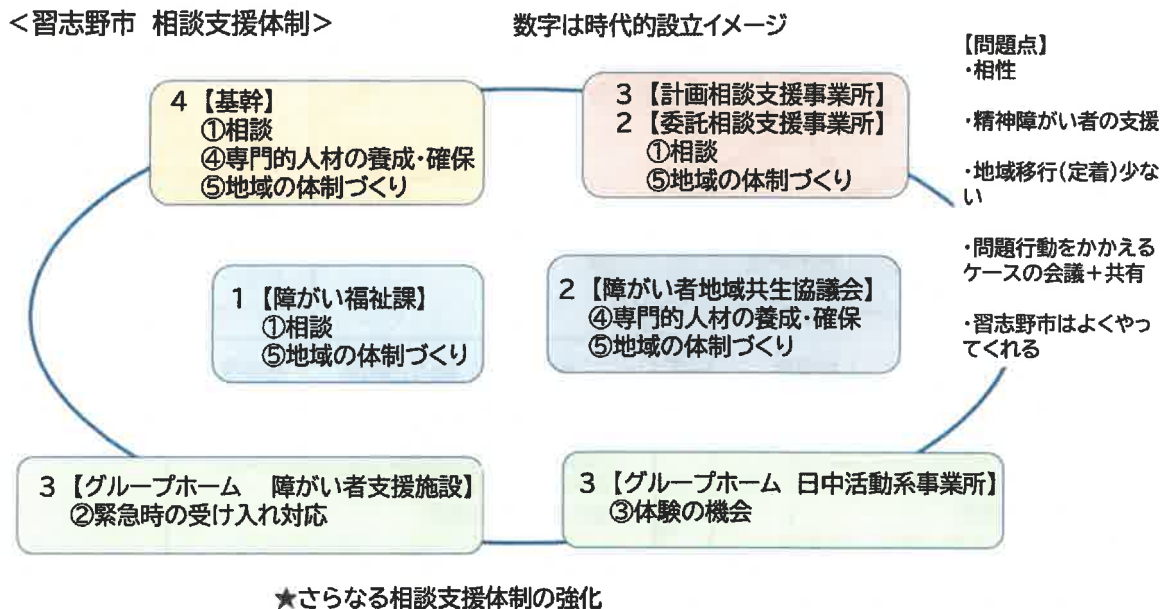 <習志野市 相談支援体制>
数字は時代的設立イメージ
4 【基幹】
①相談
④専門的人材の養成・確保
⑤地域の体制づくり
3 【計画相談支援事業所】
2 【委託相談支援事業所】
①相談
⑤地域の体制づくり
1 【障がい福祉課】
①相談
⑤地域の体制づくり
2 【障がい者地域共生協議会】
④専門的人材の養成・確保
⑤地域の体制づくり
3 【グループホーム 障がい者支援施設】
②緊急時の受け入れ対応
3 【グループホーム 日中活動系事業所】
③体験の機会
【問題点】
・相性
・精神障がい者の支援
・地域移行(定着)少な
い
・問題行動をかかえる
ケースの会議+共有
・習志野市はよくやっ
てくれる
★さらなる相談支援体制の強化